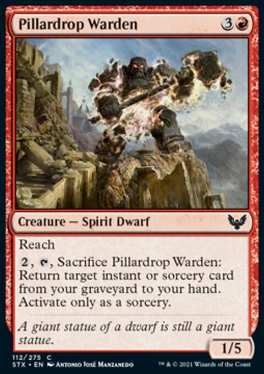 Pillardrop Warden 3
Creature — Spirit Dwarf
Reach
2, , Sacrifice Pillardrop Warden:
Return target instant or sorcery card
from your graveyard to your hand.
Activate only as a sorcery.
A giant statue of a dwarf is still a giant
statue.
1/5
112/275 C
STX • EN Antonio José Manzanedo
™ & © 2021 Wizards of the Coast